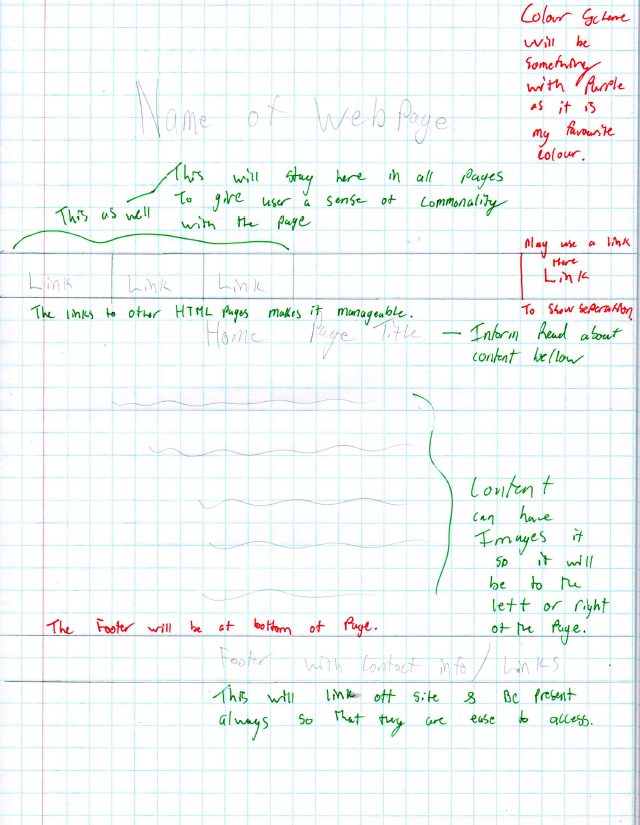 Colour Scheme
will be
something
with Purple
as it is
my favourite
colour.
Name of WebPage
This will stay here in all pages
To give user a sense of commonality
with the page
This as well
May use a link
Here
Link
To show separation
Link Link Link
The links to other HTML Pages makes it manageable.
Home Page Title
— Inform Read about
content bellow
Content
can have
Images if
so it will
be to the
left or right
of the Page.
The Footer will be at bottom of Page.
Footer with Contact info / Links
This will link off site & Be present
always so that they are ease to access.